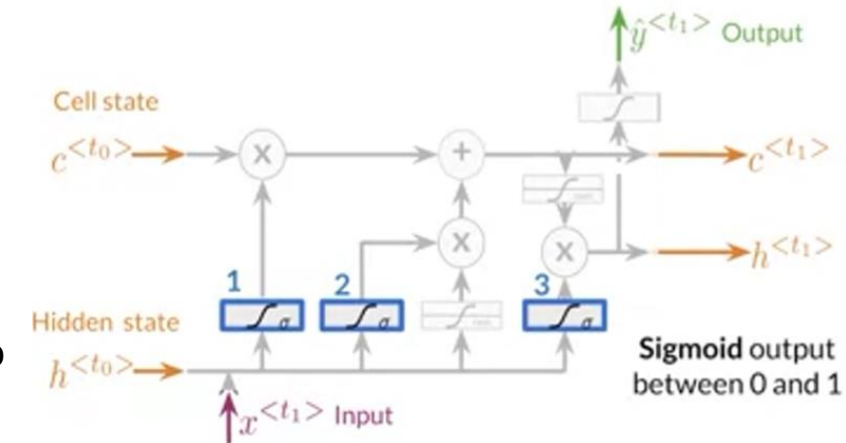 ŷ<t₁> Output
Cell state
c<t₀>
x
+
c<t₁>
x
x
h<t₁>
1
2
3
σ
σ
σ
Hidden state
h<t₀>
x<t₁> Input
Sigmoid output
between 0 and 1